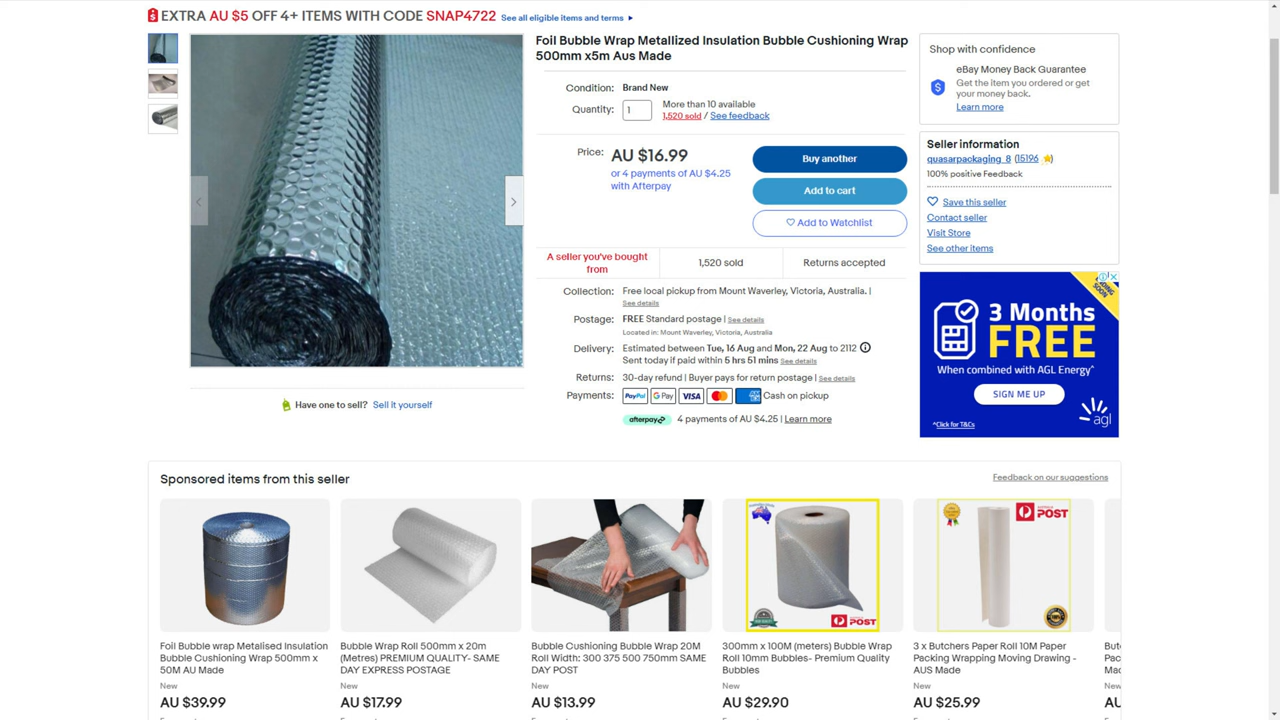 EXTRA AU $5 OFF 4+ ITEMS WITH CODE SNAP4722 See all eligible items and terms ▸
Foil Bubble Wrap Metallized Insulation Bubble Cushioning Wrap
500mm x5m Aus Made
Condition: Brand New
Quantity: 1
More than 10 available
1,520 sold / See feedback
Price: AU $16.99
or 4 payments of AU $4.25
with Afterpay
Buy another
Add to cart
Add to Watchlist
A seller you've bought
from
1,520 sold
Returns accepted
Collection: Free local pickup from Mount Waverley, Victoria, Australia. |
See details
Postage: FREE Standard postage | See details
Located in: Mount Waverley, Victoria, Australia
Delivery: Estimated between Tue, 16 Aug and Mon, 22 Aug to 2112
Sent today if paid within 5 hrs 51 mins See details
Returns: 30-day refund | Buyer pays for return postage | See details
Payments: PayPal G Pay VISA Cash on pickup
afterpay 4 payments of AU $4.25 | Learn more
Have one to sell? Sell it yourself
Shop with confidence
eBay Money Back Guarantee
Get the item you ordered or get
your money back.
Learn more
Seller information
quasarpackaging_8 (15196)
100% positive Feedback
Save this seller
Contact seller
Visit Store
See other items
3 Months
FREE
When combined with AGL Energy^
SIGN ME UP
^Click for T&Cs
agl
Sponsored items from this seller
Feedback on our suggestions
Foil Bubble wrap Metalised Insulation
Bubble Cushioning Wrap 500mm x
50M AU Made
New
AU $39.99
Bubble Wrap Roll 500mm x 20m
(Metres) PREMIUM QUALITY- SAME
DAY EXPRESS POSTAGE
New
AU $17.99
Bubble Cushioning Bubble Wrap 20M
Roll Width: 300 375 500 750mm SAME
DAY POST
New
AU $13.99
POST
300mm x 100M (meters) Bubble Wrap
Roll 10mm Bubbles- Premium Quality
Bubbles
New
AU $29.90
POST
3 x Butchers Paper Roll 10M Paper
Packing Wrapping Moving Drawing -
AUS Made
New
AU $25.99